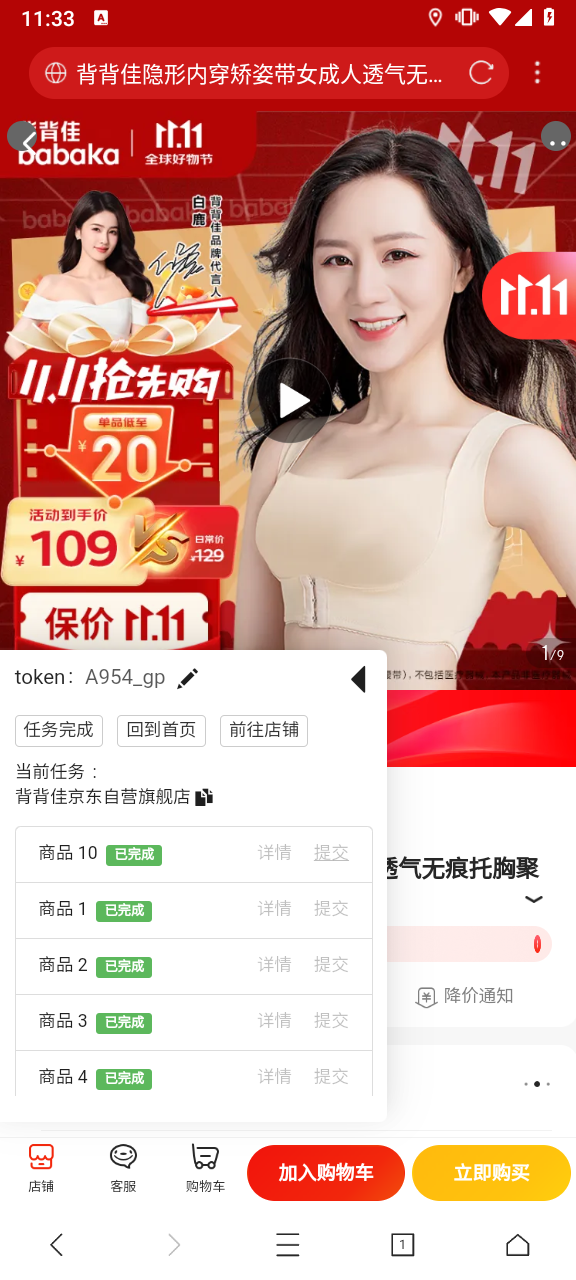 11:33
背背佳隐形内穿矫姿带女成人透气无...
背背佳
babaka
11.11
全球好物节
11.11
白鹿
背背佳品牌代言人
11.11
11.11抢先购
单品低至
¥20
活动到手价
¥109
VS
日常价
¥129
保价 11.11
1/9
token: A954_gp
任务完成
回到首页
前往店铺
当前任务：
背背佳京东自营旗舰店
商品 10 已完成 详情 提交
商品 1 已完成 详情 提交
商品 2 已完成 详情 提交
商品 3 已完成 详情 提交
商品 4 已完成 详情 提交
透气无痕托胸聚
降价通知
店铺
客服
购物车
加入购物车
立即购买
1